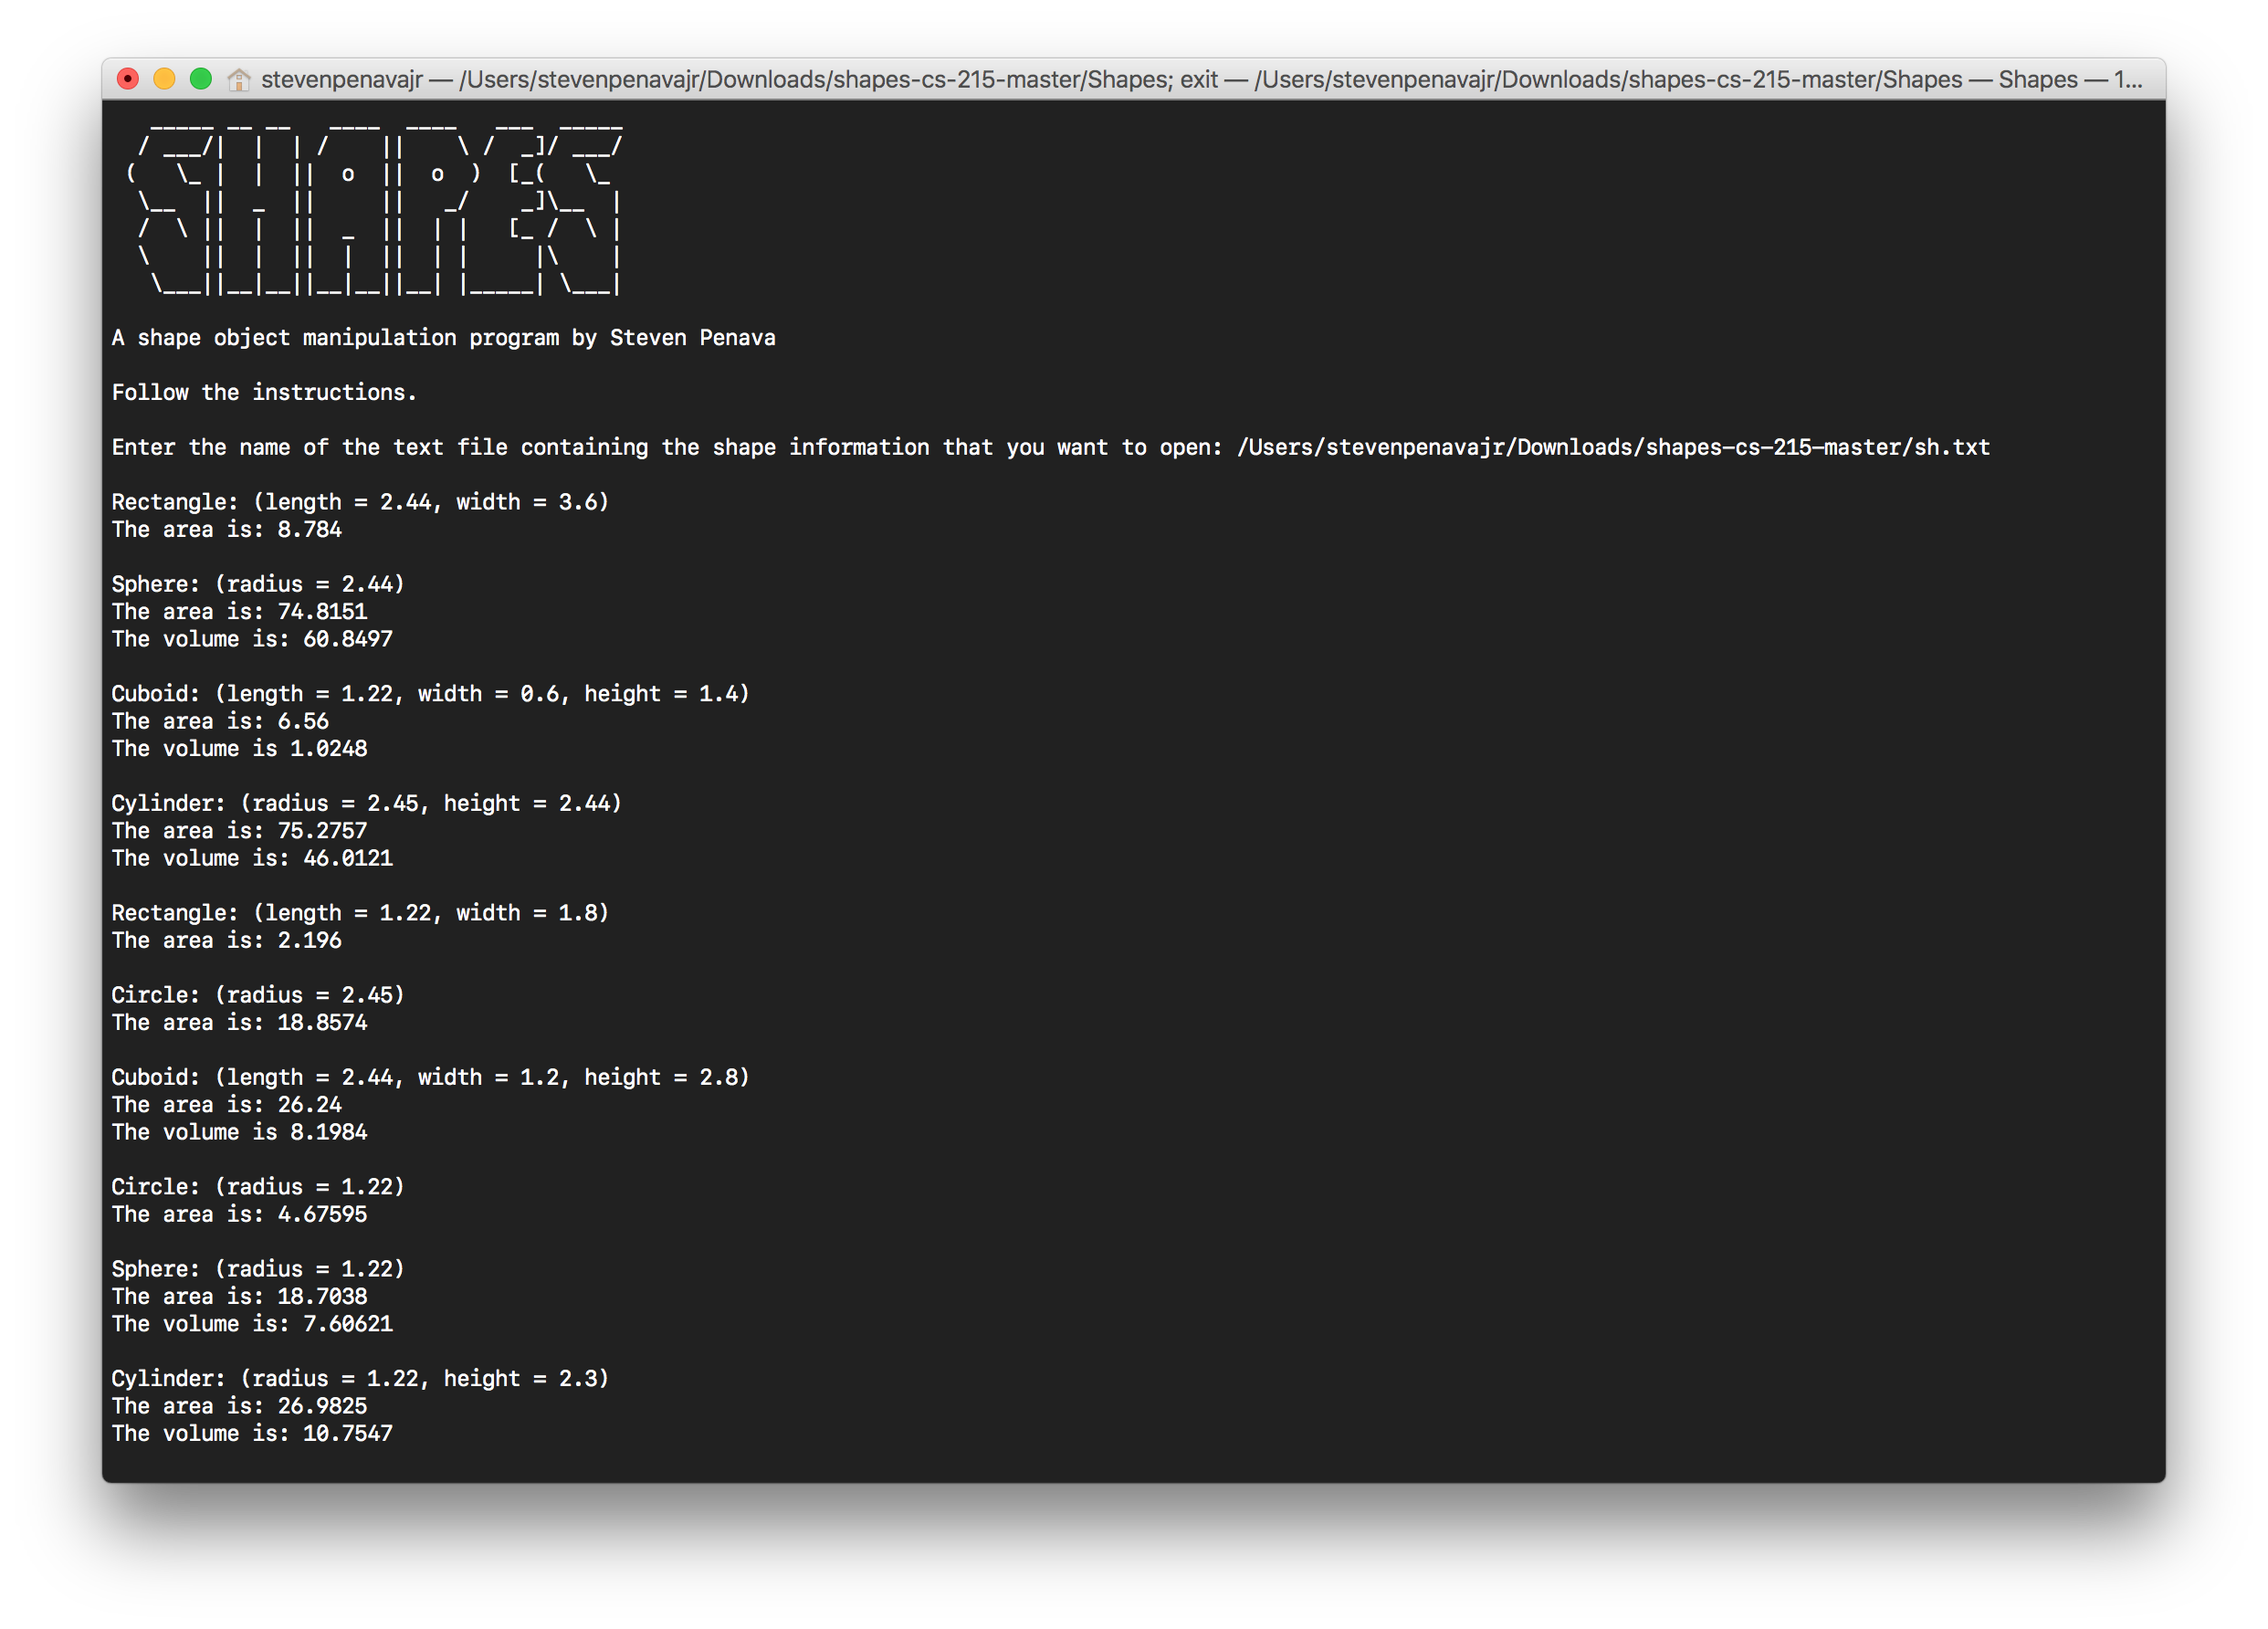 stevenpenavajr — /Users/stevenpenavajr/Downloads/shapes-cs-215-master/Shapes; exit — /Users/stevenpenavajr/Downloads/shapes-cs-215-master/Shapes — Shapes — 1...
SHAPES
A shape object manipulation program by Steven Penava
Follow the instructions.
Enter the name of the text file containing the shape information that you want to open: /Users/stevenpenavajr/Downloads/shapes-cs-215-master/sh.txt
Rectangle: (length = 2.44, width = 3.6)
The area is: 8.784
Sphere: (radius = 2.44)
The area is: 74.8151
The volume is: 60.8497
Cuboid: (length = 1.22, width = 0.6, height = 1.4)
The area is: 6.56
The volume is 1.0248
Cylinder: (radius = 2.45, height = 2.44)
The area is: 75.2757
The volume is: 46.0121
Rectangle: (length = 1.22, width = 1.8)
The area is: 2.196
Circle: (radius = 2.45)
The area is: 18.8574
Cuboid: (length = 2.44, width = 1.2, height = 2.8)
The area is: 26.24
The volume is 8.1984
Circle: (radius = 1.22)
The area is: 4.67595
Sphere: (radius = 1.22)
The area is: 18.7038
The volume is: 7.60621
Cylinder: (radius = 1.22, height = 2.3)
The area is: 26.9825
The volume is: 10.7547